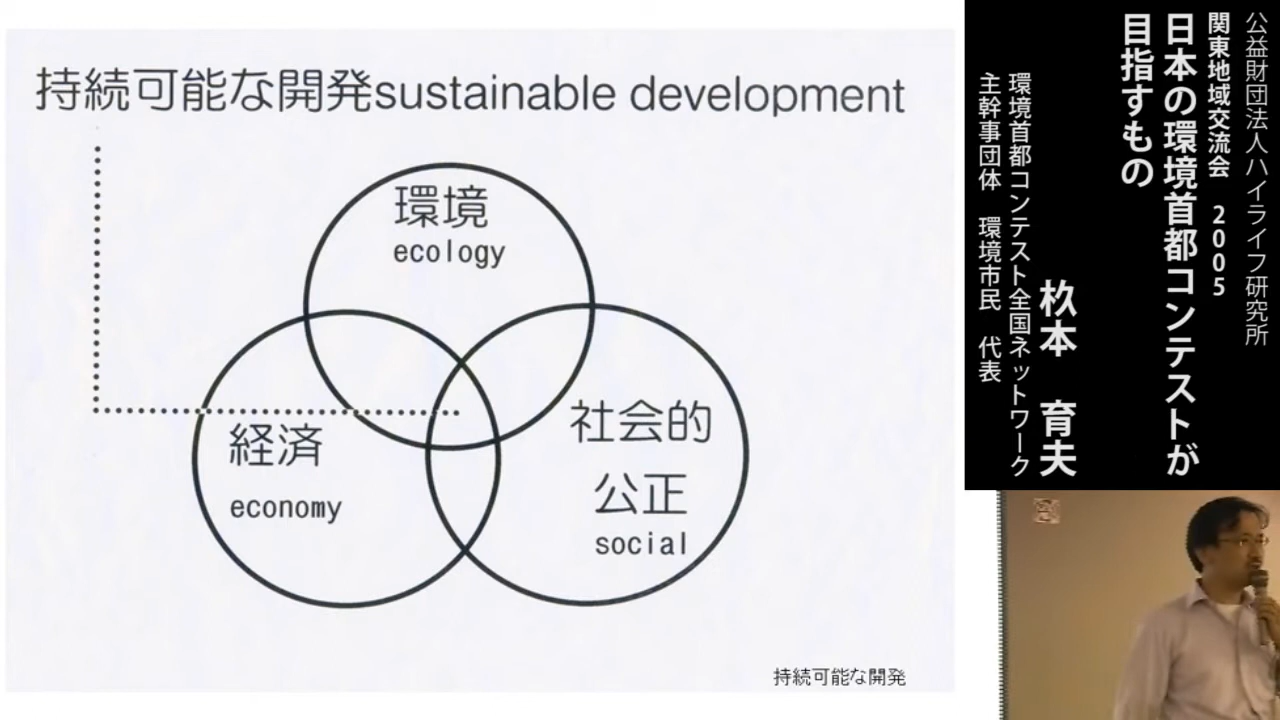 持続可能な開発sustainable development
環境
ecology
経済
economy
社会的
公正
social
持続可能な開発
公益財団法人ハイライフ研究所
関東地域交流会 2005
日本の環境首都コンテストが
目指すもの
杦本 育夫
環境首都コンテスト全国ネットワーク
主幹事団体 環境市民 代表